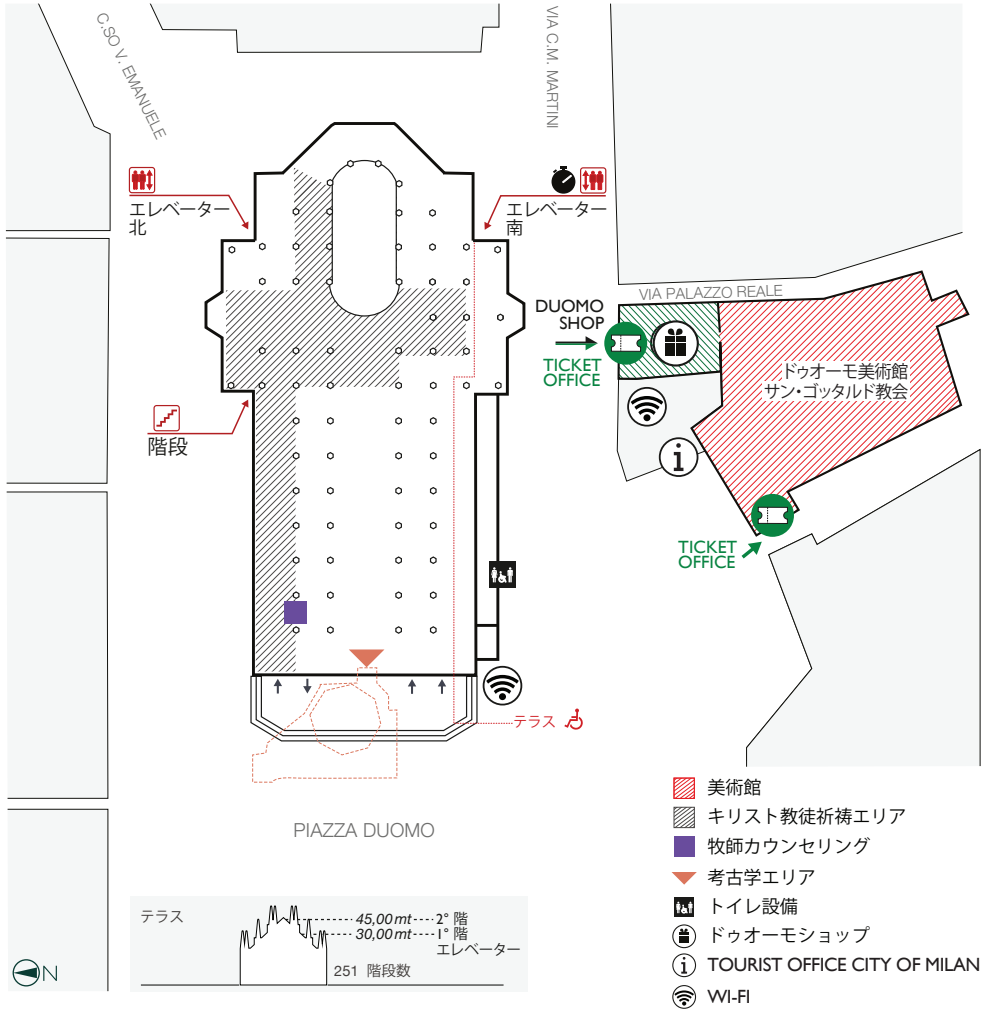 C.SO V. EMANUELE
VIA C.M. MARTINI
エレベーター
北
エレベーター
南
VIA PALAZZO REALE
DUOMO
SHOP
TICKET
OFFICE
ドゥオーモ美術館
サン・ゴッタルド教会
階段
i
TICKET
OFFICE
テラス
PIAZZA DUOMO
美術館
キリスト教徒祈祷エリア
牧師カウンセリング
考古学エリア
トイレ設備
ドゥオーモショップ
i TOURIST OFFICE CITY OF MILAN
WI-FI
テラス
45,00 mt 2° 階
30,00 mt 1° 階
エレベーター
251 階段数
N